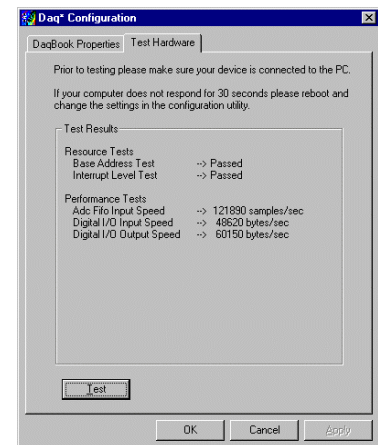 Daq* Configuration
DaqBook Properties Test Hardware
Prior to testing please make sure your device is connected to the PC.
If your computer does not respond for 30 seconds please reboot and
change the settings in the configuration utility.
Test Results
Resource Tests
Base Address Test --> Passed
Interrupt Level Test --> Passed
Performance Tests
Adc Fifo Input Speed --> 121890 samples/sec
Digital I/O Input Speed --> 48620 bytes/sec
Digital I/O Output Speed --> 60150 bytes/sec
Test
OK Cancel Apply